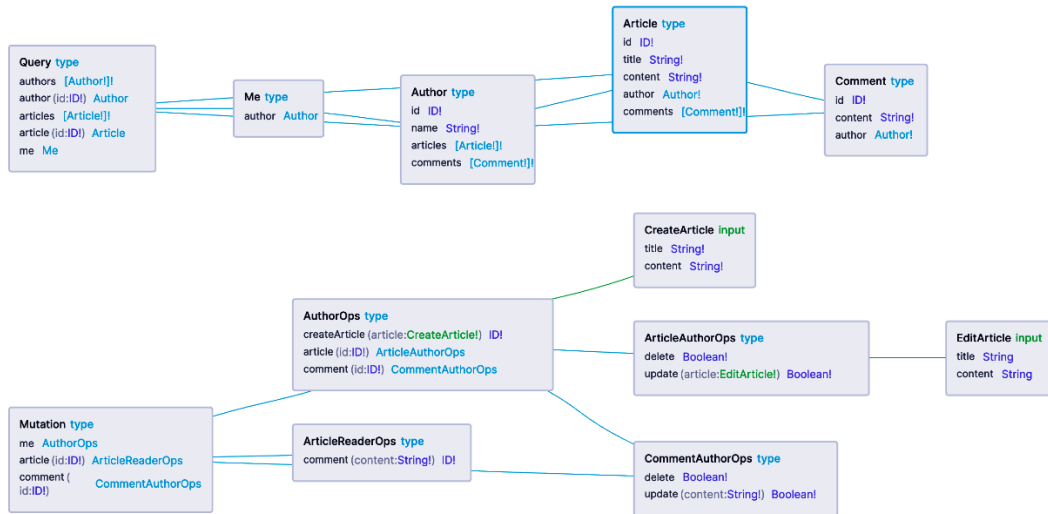 Query type
authors [Author!]!
author (id:ID!) Author
articles [Article!]!
article (id:ID!) Article
me Me
Me type
author Author
Author type
id ID!
name String!
articles [Article!]!
comments [Comment!]!
Article type
id ID!
title String!
content String!
author Author!
comments [Comment!]!
Comment type
id ID!
content String!
author Author!
CreateArticle input
title String!
content String!
AuthorOps type
createArticle (article:CreateArticle!) ID!
article (id:ID!) ArticleAuthorOps
comment (id:ID!) CommentAuthorOps
ArticleAuthorOps type
delete Boolean!
update (article:EditArticle!) Boolean!
EditArticle input
title String
content String
Mutation type
me AuthorOps
article (id:ID!) ArticleReaderOps
comment (
id:ID!) CommentAuthorOps
ArticleReaderOps type
comment (content:String!) ID!
CommentAuthorOps type
delete Boolean!
update (content:String!) Boolean!